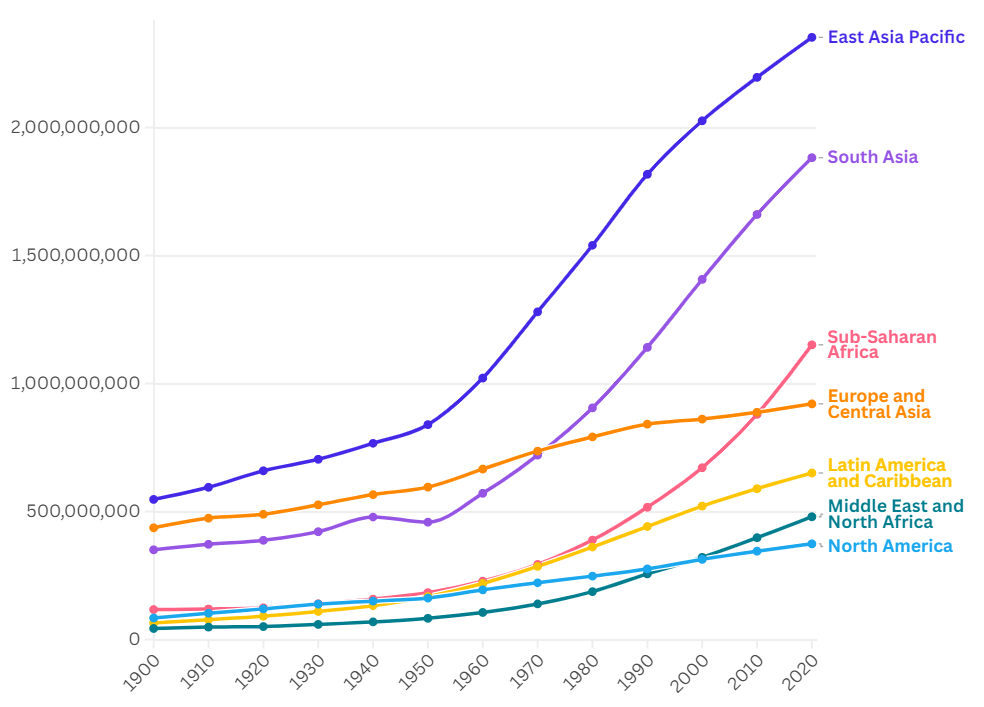 East Asia Pacific
2,000,000,000
South Asia
1,500,000,000
Sub-Saharan
Africa
1,000,000,000
Europe and
Central Asia
Latin America
and Caribbean
500,000,000
Middle East and
North Africa
North America
0
1900 1910 1920 1930 1940 1950 1960 1970 1980 1990 2000 2010 2020